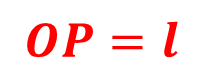 OP = l